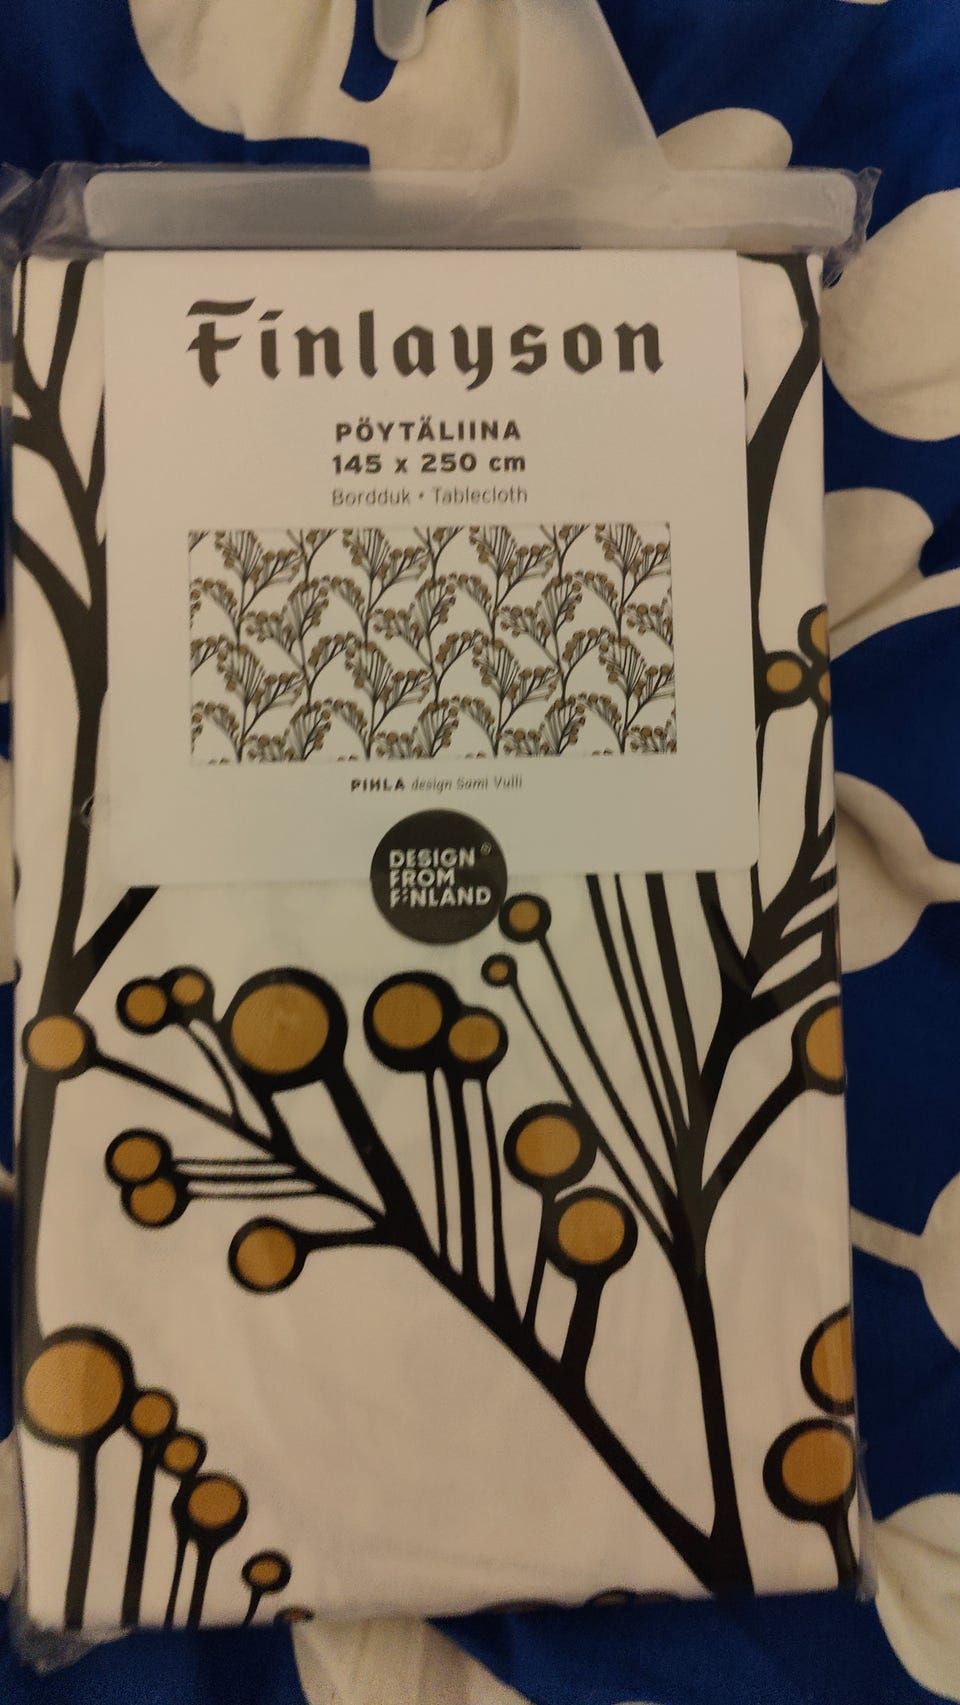 Finlayson
PÖYTÄLIINA
145 x 250 cm
Bordduk • Tablecloth
PIHLA design Sami Vulli
DESIGN ®
FROM
FINLAND